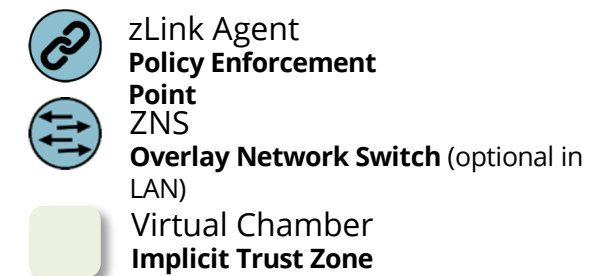 zLink Agent
Policy Enforcement
Point
ZNS
Overlay Network Switch (optional in
LAN)
Virtual Chamber
Implicit Trust Zone